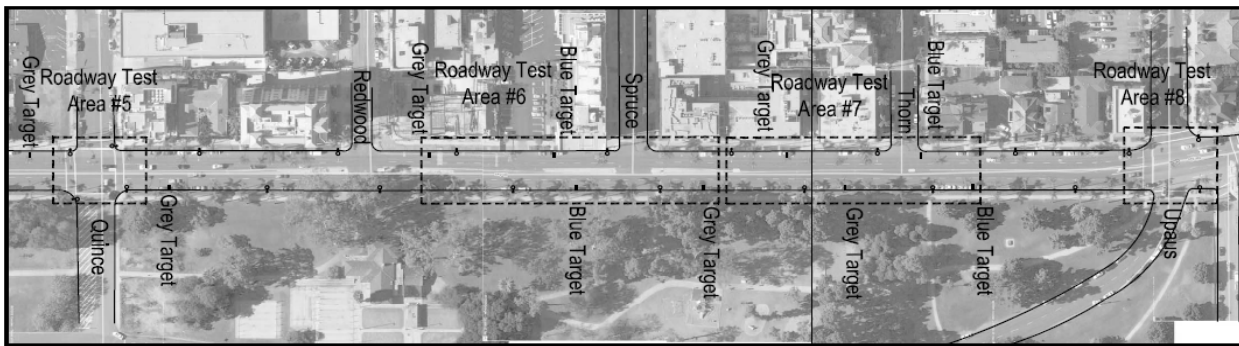 Grey Target
Roadway Test
Area #5
Redwood
Grey Target
Roadway Test
Area #6
Blue Target
Spruce
Grey Target
Roadway Test
Area #7
Thorn
Blue Target
Roadway Test
Area #8
Quince
Grey Target
Blue Target
Grey Target
Grey Target
Blue Target
Upaus